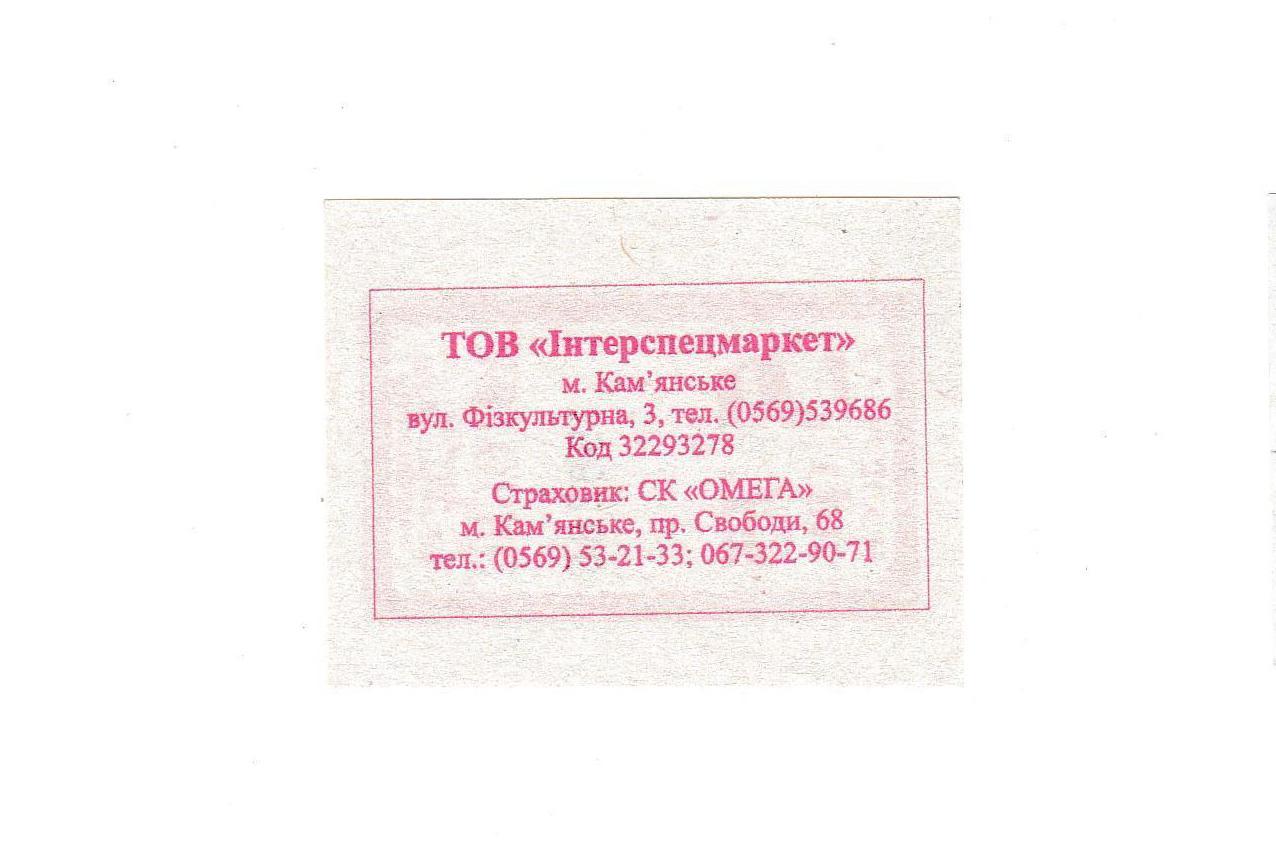 ТОВ «Інтерспецмаркет»
м. Кам’янське
вул. Фізкультурна, 3, тел. (0569)539686
Код 32293278
Страховик: СК «ОМЕГА»
м. Кам’янське, пр. Свободи, 68
тел.: (0569) 53-21-33; 067-322-90-71